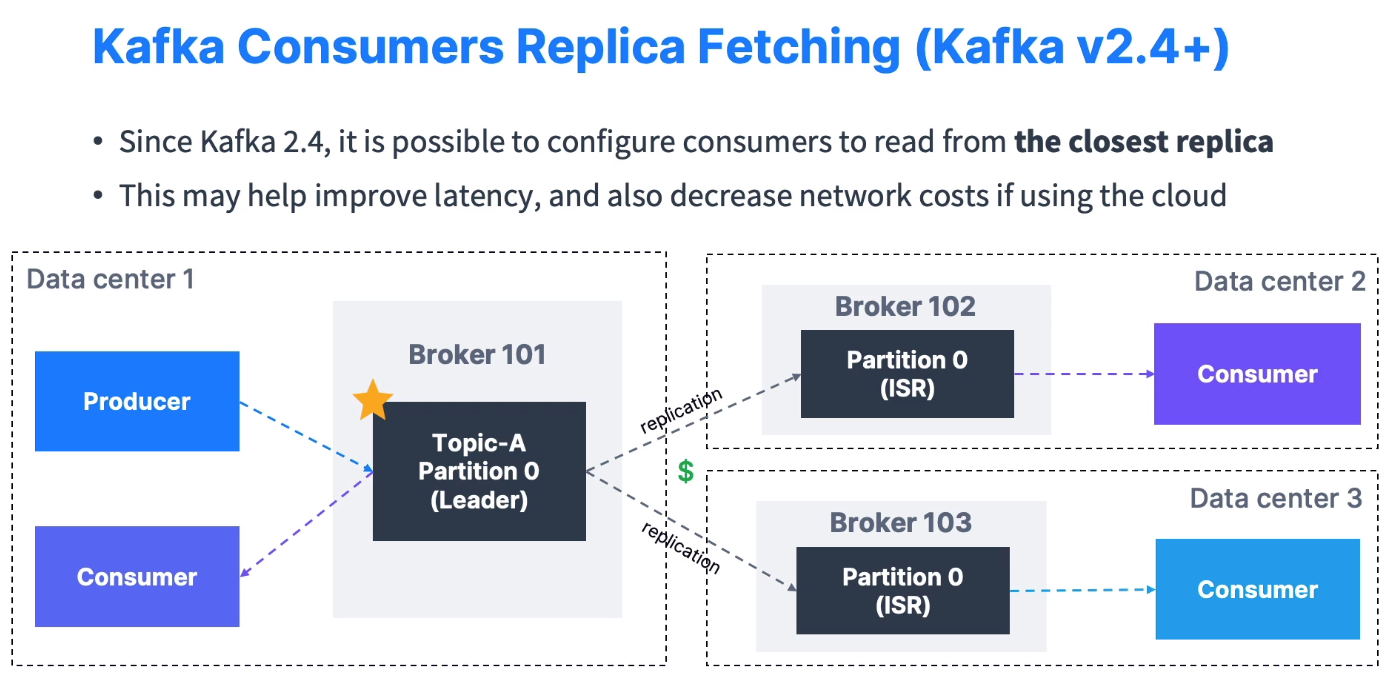 Kafka Consumers Replica Fetching (Kafka v2.4+)
• Since Kafka 2.4, it is possible to configure consumers to read from the closest replica
• This may help improve latency, and also decrease network costs if using the cloud
Data center 1
Producer
Consumer
Broker 101
Topic-A
Partition 0
(Leader)
replication
$
replication
Data center 2
Broker 102
Partition 0
(ISR)
Consumer
Data center 3
Broker 103
Partition 0
(ISR)
Consumer